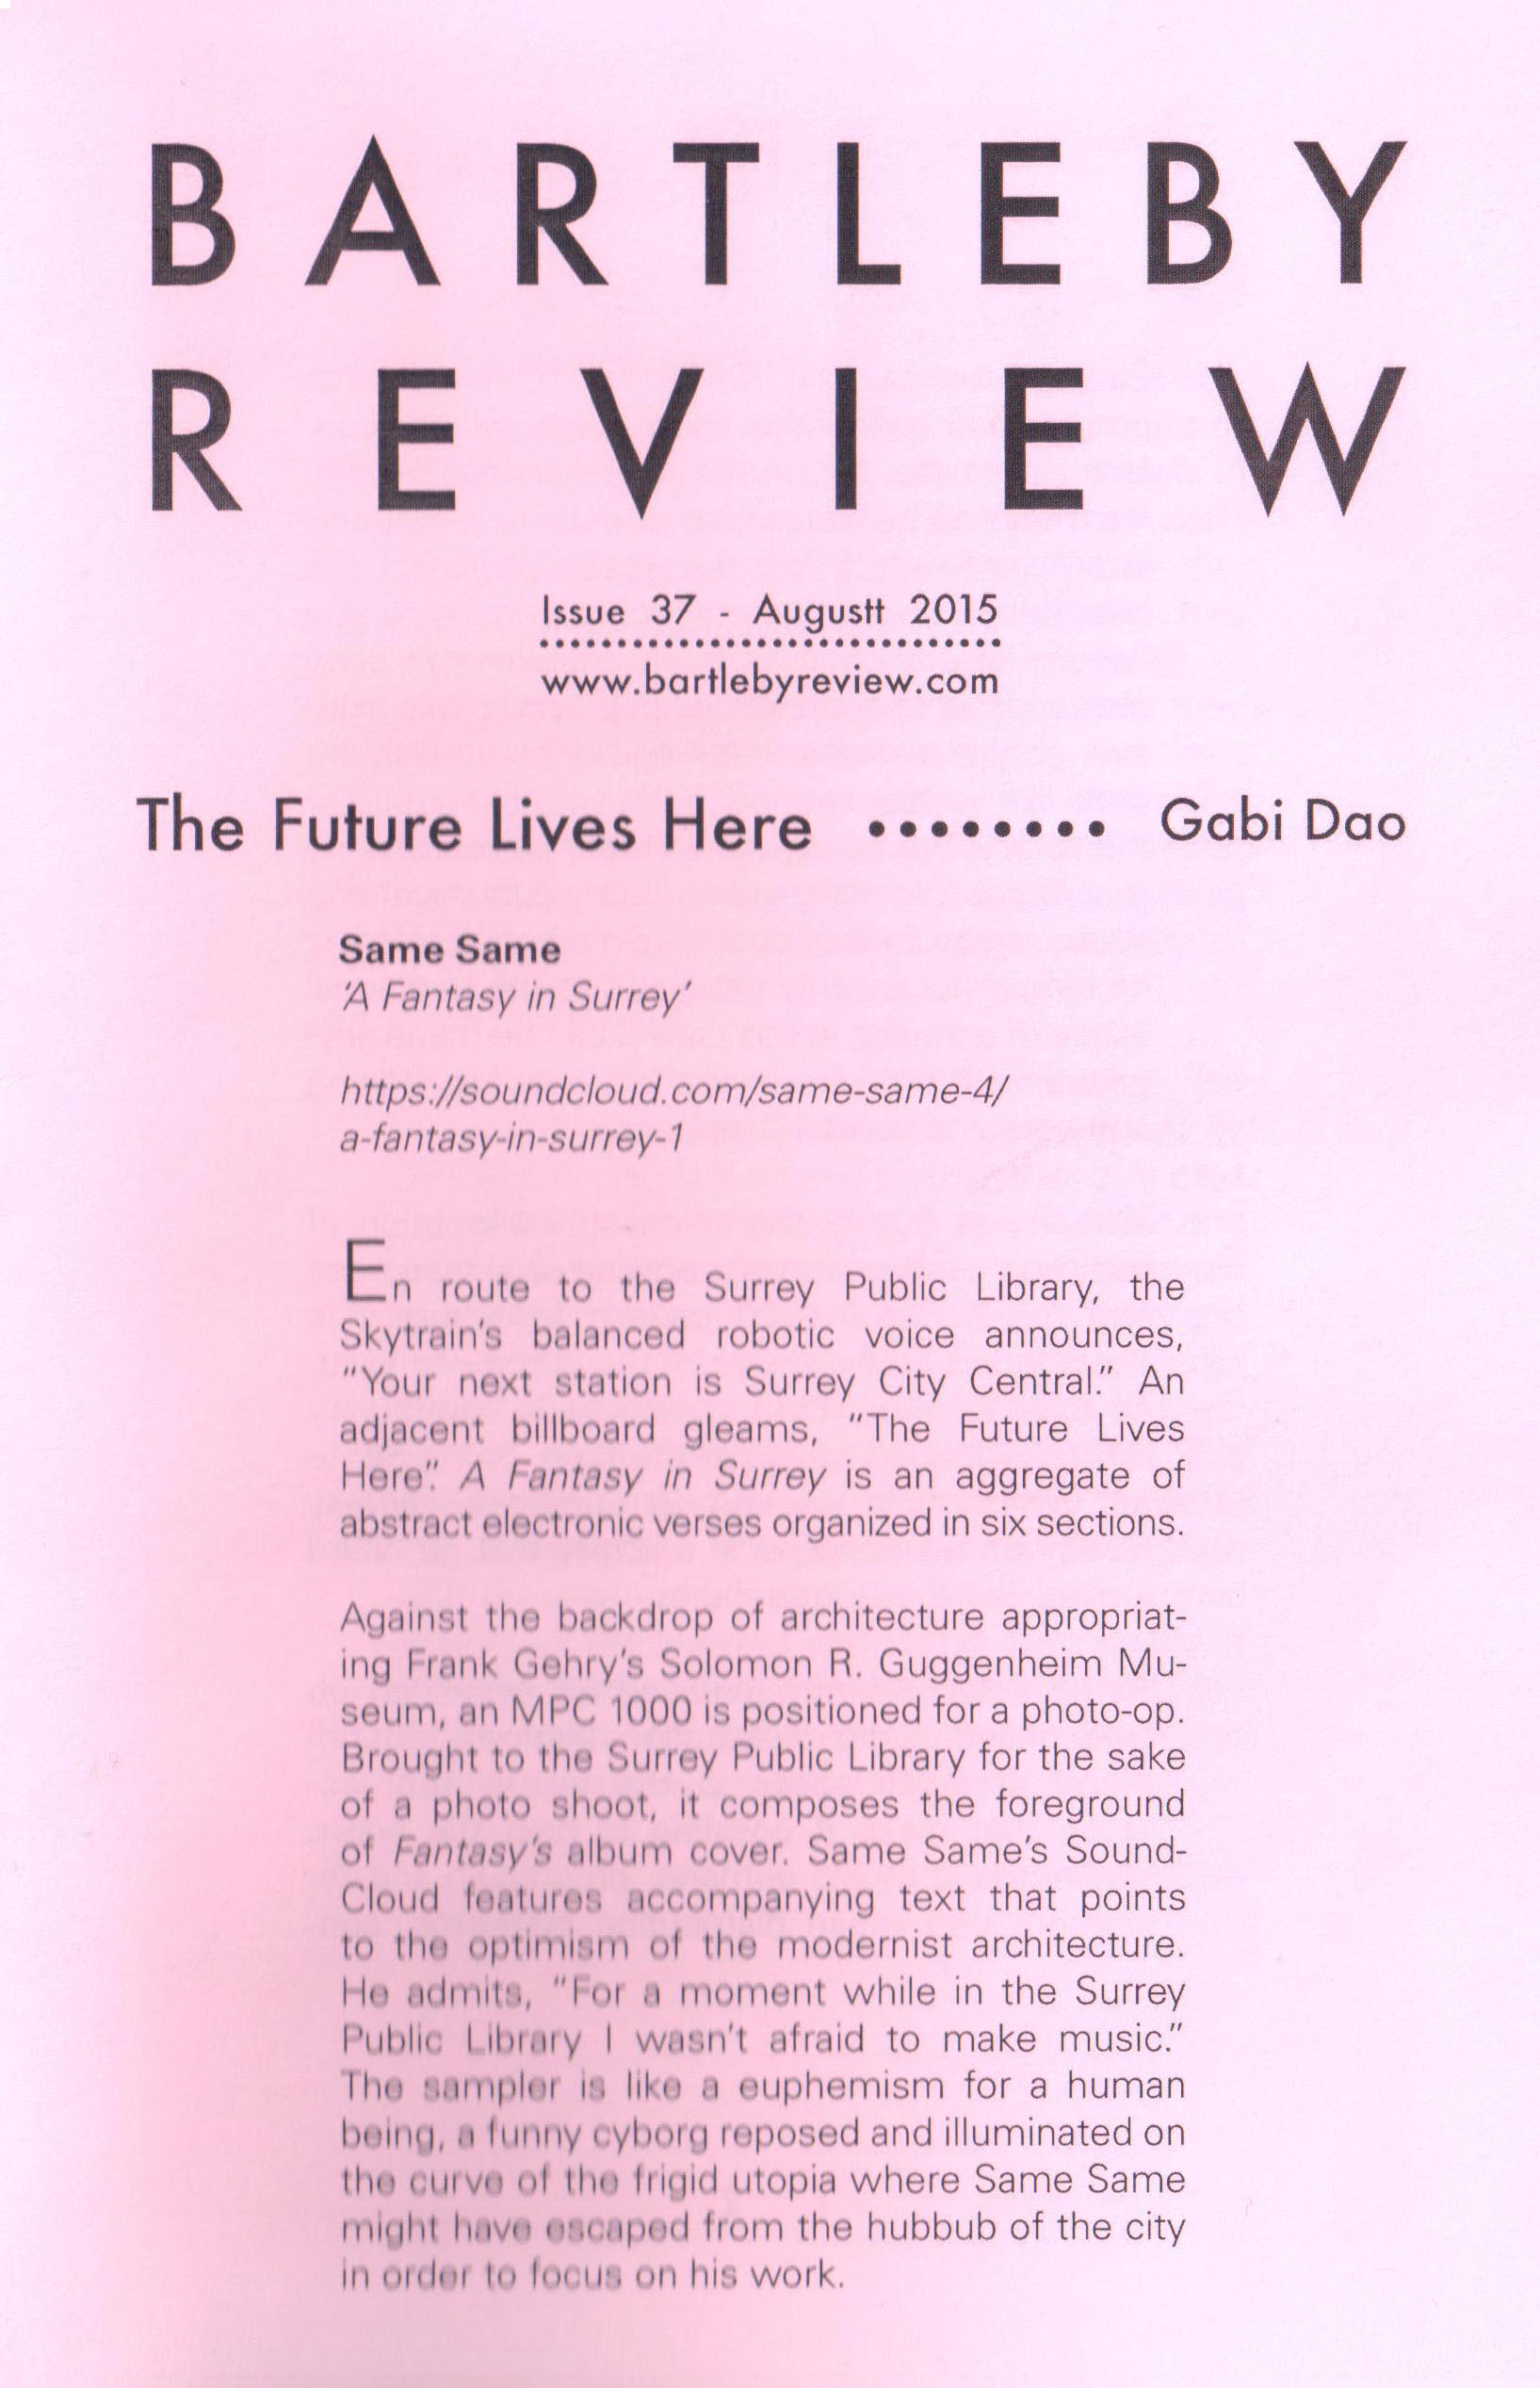 BARTLEBY
REVIEW
Issue 37 - Augustt 2015
www.bartlebyreview.com
The Future Lives Here •••••••• Gabi Dao
Same Same
‘A Fantasy in Surrey’
https://soundcloud.com/same-same-4/
a-fantasy-in-surrey-1
En route to the Surrey Public Library, the
Skytrain’s balanced robotic voice announces,
“Your next station is Surrey City Central.” An
adjacent billboard gleams, “The Future Lives
Here”. A Fantasy in Surrey is an aggregate of
abstract electronic verses organized in six sections.
Against the backdrop of architecture appropriat-
ing Frank Gehry’s Solomon R. Guggenheim Mu-
seum, an MPC 1000 is positioned for a photo-op.
Brought to the Surrey Public Library for the sake
of a photo shoot, it composes the foreground
of Fantasy’s album cover. Same Same’s Sound-
Cloud features accompanying text that points
to the optimism of the modernist architecture.
He admits, “For a moment while in the Surrey
Public Library I wasn’t afraid to make music.”
The sampler is like a euphemism for a human
being, a funny cyborg reposed and illuminated on
the curve of the frigid utopia where Same Same
might have escaped from the hubbub of the city
in order to focus on his work.